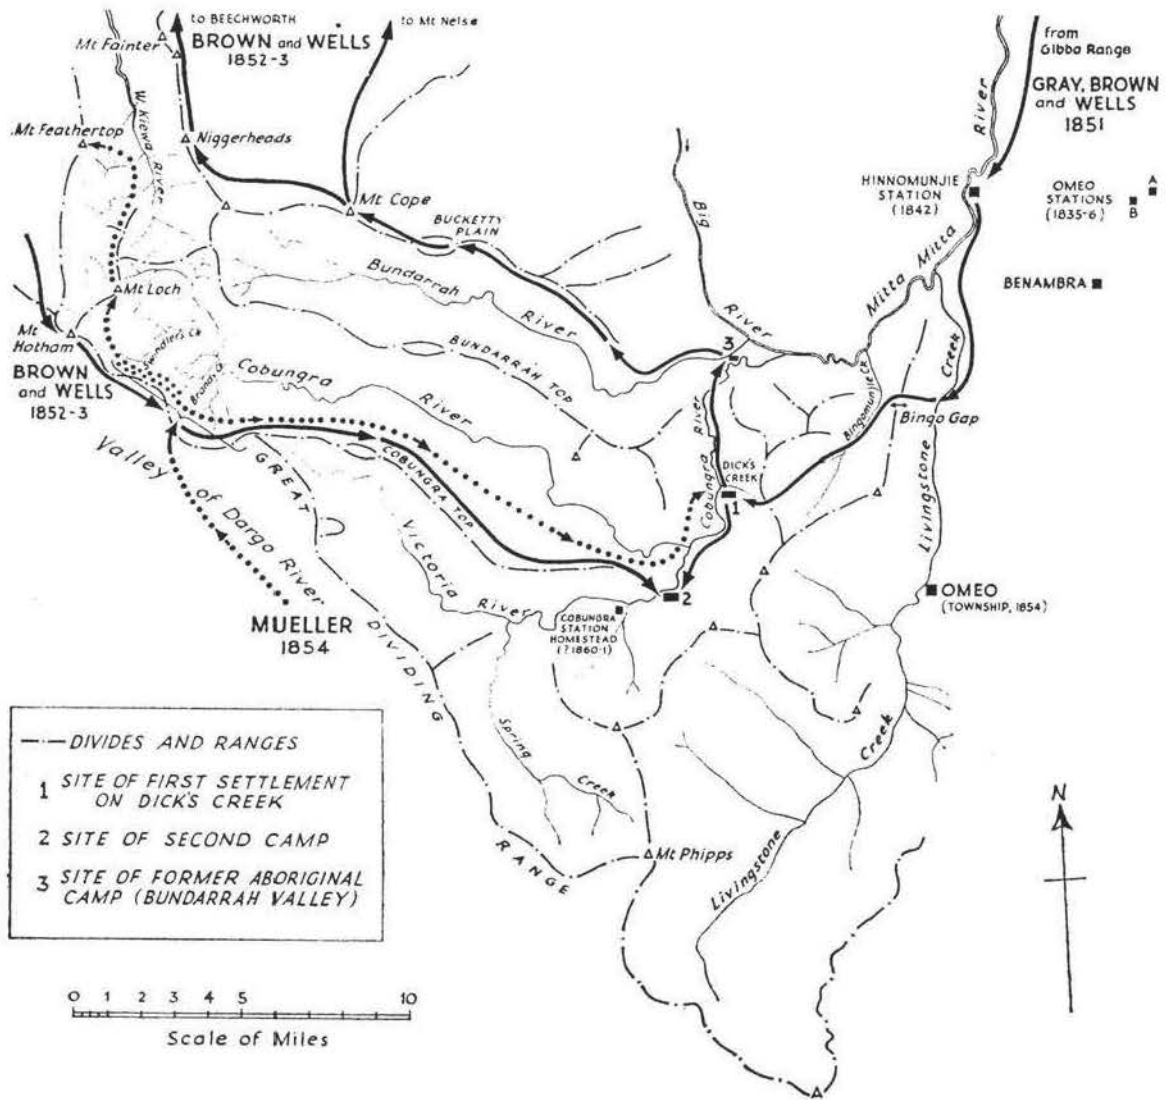 to BEECHWORTH
BROWN and WELLS
1852-3
to Mt Nelse
Mt Fainter
W. Kiewa River
Mt Feathertop
Niggerheads
Mt Cope
BUCKETTY
PLAIN
Big
River
from
Gibbo Range
GRAY, BROWN
and WELLS
1851
River
HINNOMUNJIE
STATION
(1842)
OMEO
STATIONS
(1835-6)
A
B
BENAMBRA
Mitta Mitta
Bundarrah
River
Mt Loch
Mt
Hotham
Swindlers Ck
BROWN
and WELLS
1852-3
Cobungra
River
BUNDARRAH TOP
3
Bingomunjie Ck
Creek
Bingo Gap
Livingstone
Cobungra River
DICK'S
CREEK
1
Valley of Dargo River
GREAT
DIVIDING
RANGE
COBUNGRA TOP
Victoria
River
2
COBUNGRA
STATION
HOMESTEAD
(?1860-1)
OMEO
(TOWNSHIP, 1854)
MUELLER
1854
Spring
Creek
Livingstone
Creek
Mt Phipps
DIVIDES AND RANGES
1 SITE OF FIRST SETTLEMENT
ON DICK'S CREEK
2 SITE OF SECOND CAMP
3 SITE OF FORMER ABORIGINAL
CAMP (BUNDARRAH VALLEY)
N
0 1 2 3 4 5 10
Scale of Miles